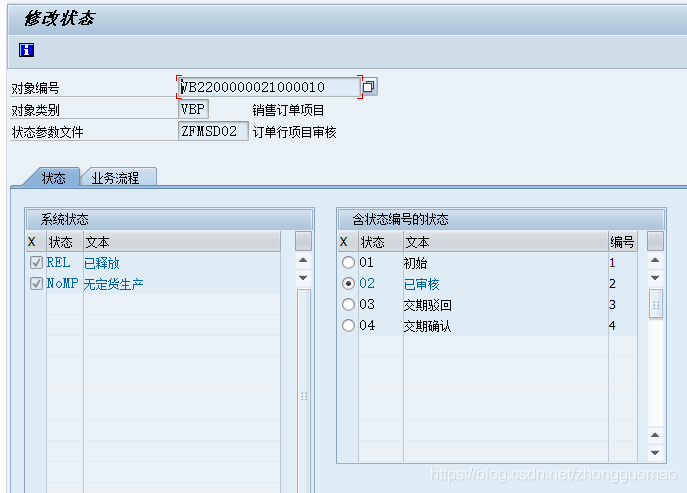 修改状态
对象编号 VB2200000021000010
对象类别 VBP 销售订单项目
状态参数文件 ZFMSD02 订单行项目审核
状态 业务流程
系统状态
X 状态 文本
REL 已释放
NoMP 无定货生产
含状态编号的状态
X 状态 文本 编号
01 初始 1
02 已审核 2
03 交期驳回 3
04 交期确认 4
https://blog.csdn.net/zhongguomao